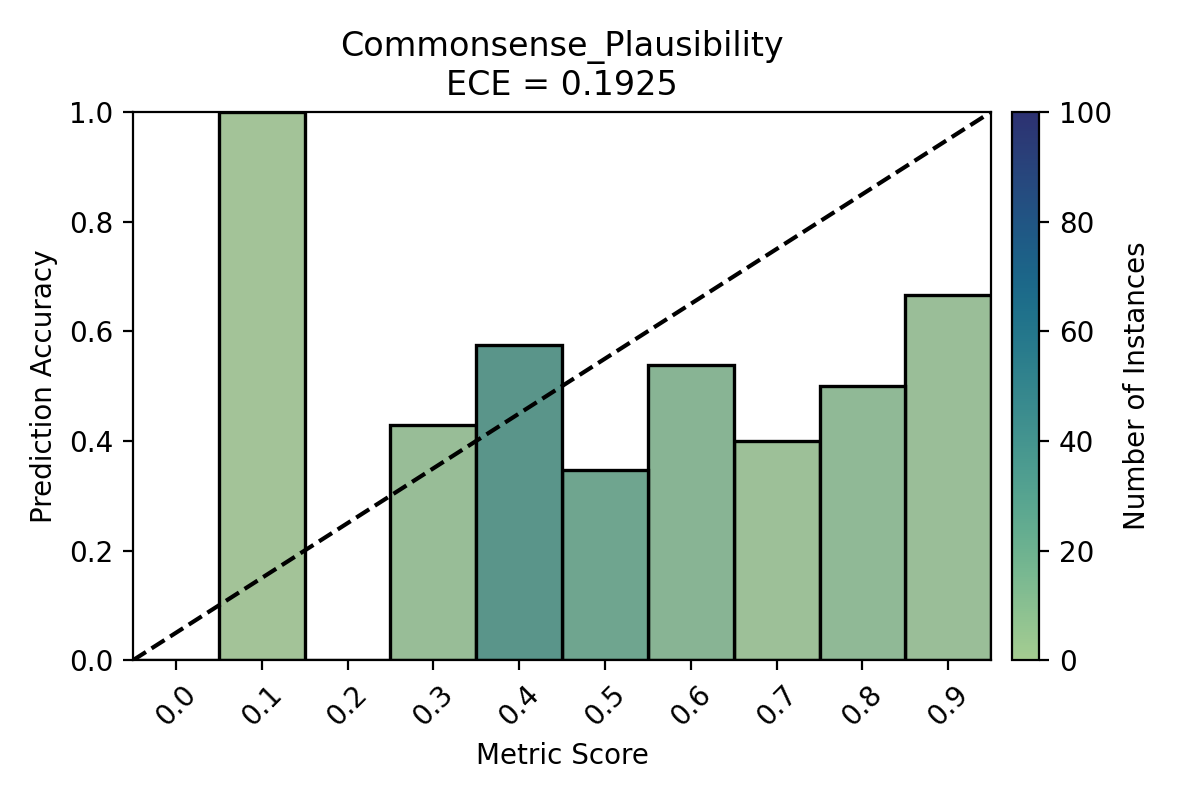 Commonsense_Plausibility
ECE = 0.1925
1.0
0.8
0.6
0.4
0.2
0.0
Prediction Accuracy
0.0 0.1 0.2 0.3 0.4 0.5 0.6 0.7 0.8 0.9
Metric Score
100
80
60
40
20
0
Number of Instances